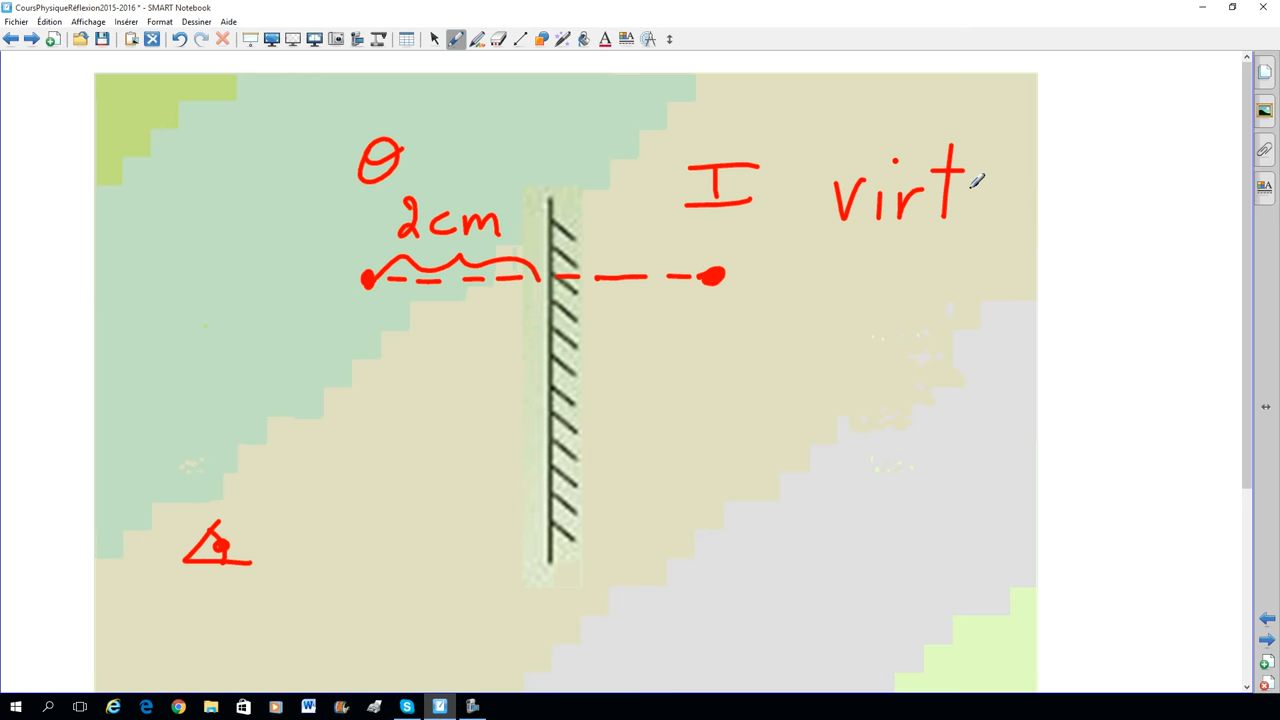 CoursPhysiqueRéflexion2015-2016 * - SMART Notebook
Fichier Édition Affichage Insérer Format Dessiner Aide
θ
I virt
2cm